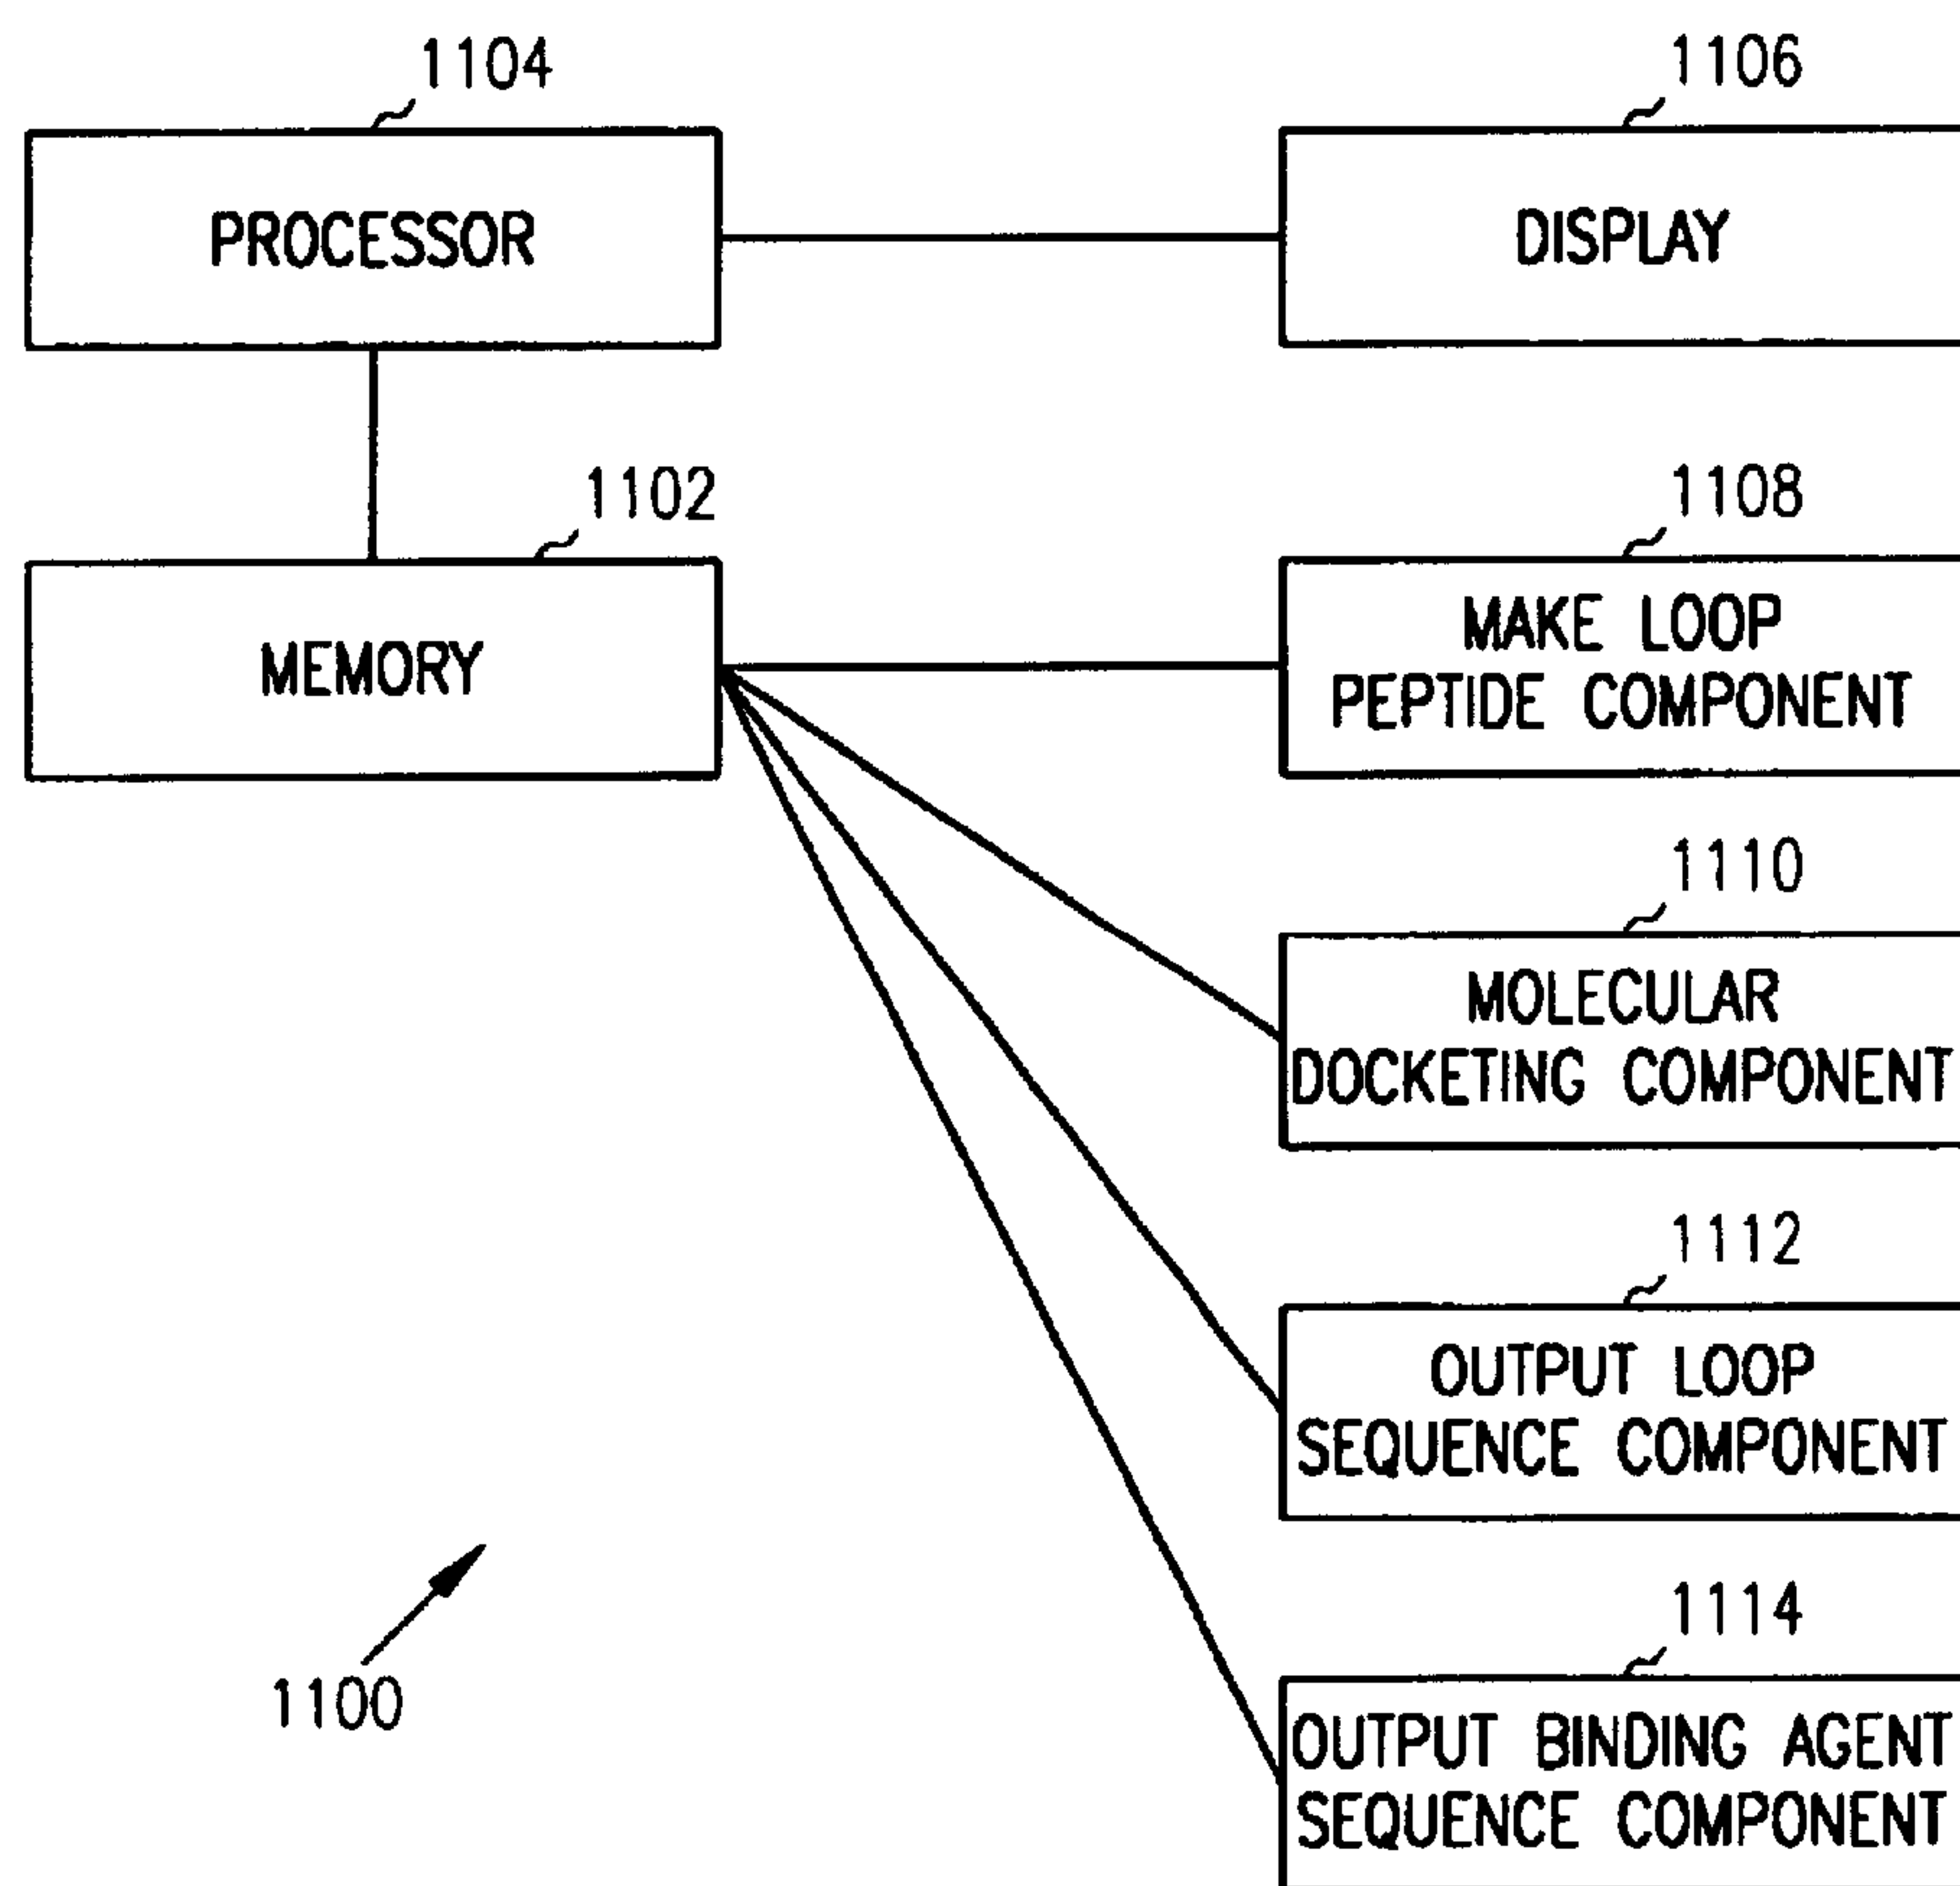 1104
PROCESSOR
1106
DISPLAY
1102
MEMORY
1108
MAKE LOOP
PEPTIDE COMPONENT
1110
MOLECULAR
DOCKETING COMPONENT
1112
OUTPUT LOOP
SEQUENCE COMPONENT
1114
OUTPUT BINDING AGENT
SEQUENCE COMPONENT
1100